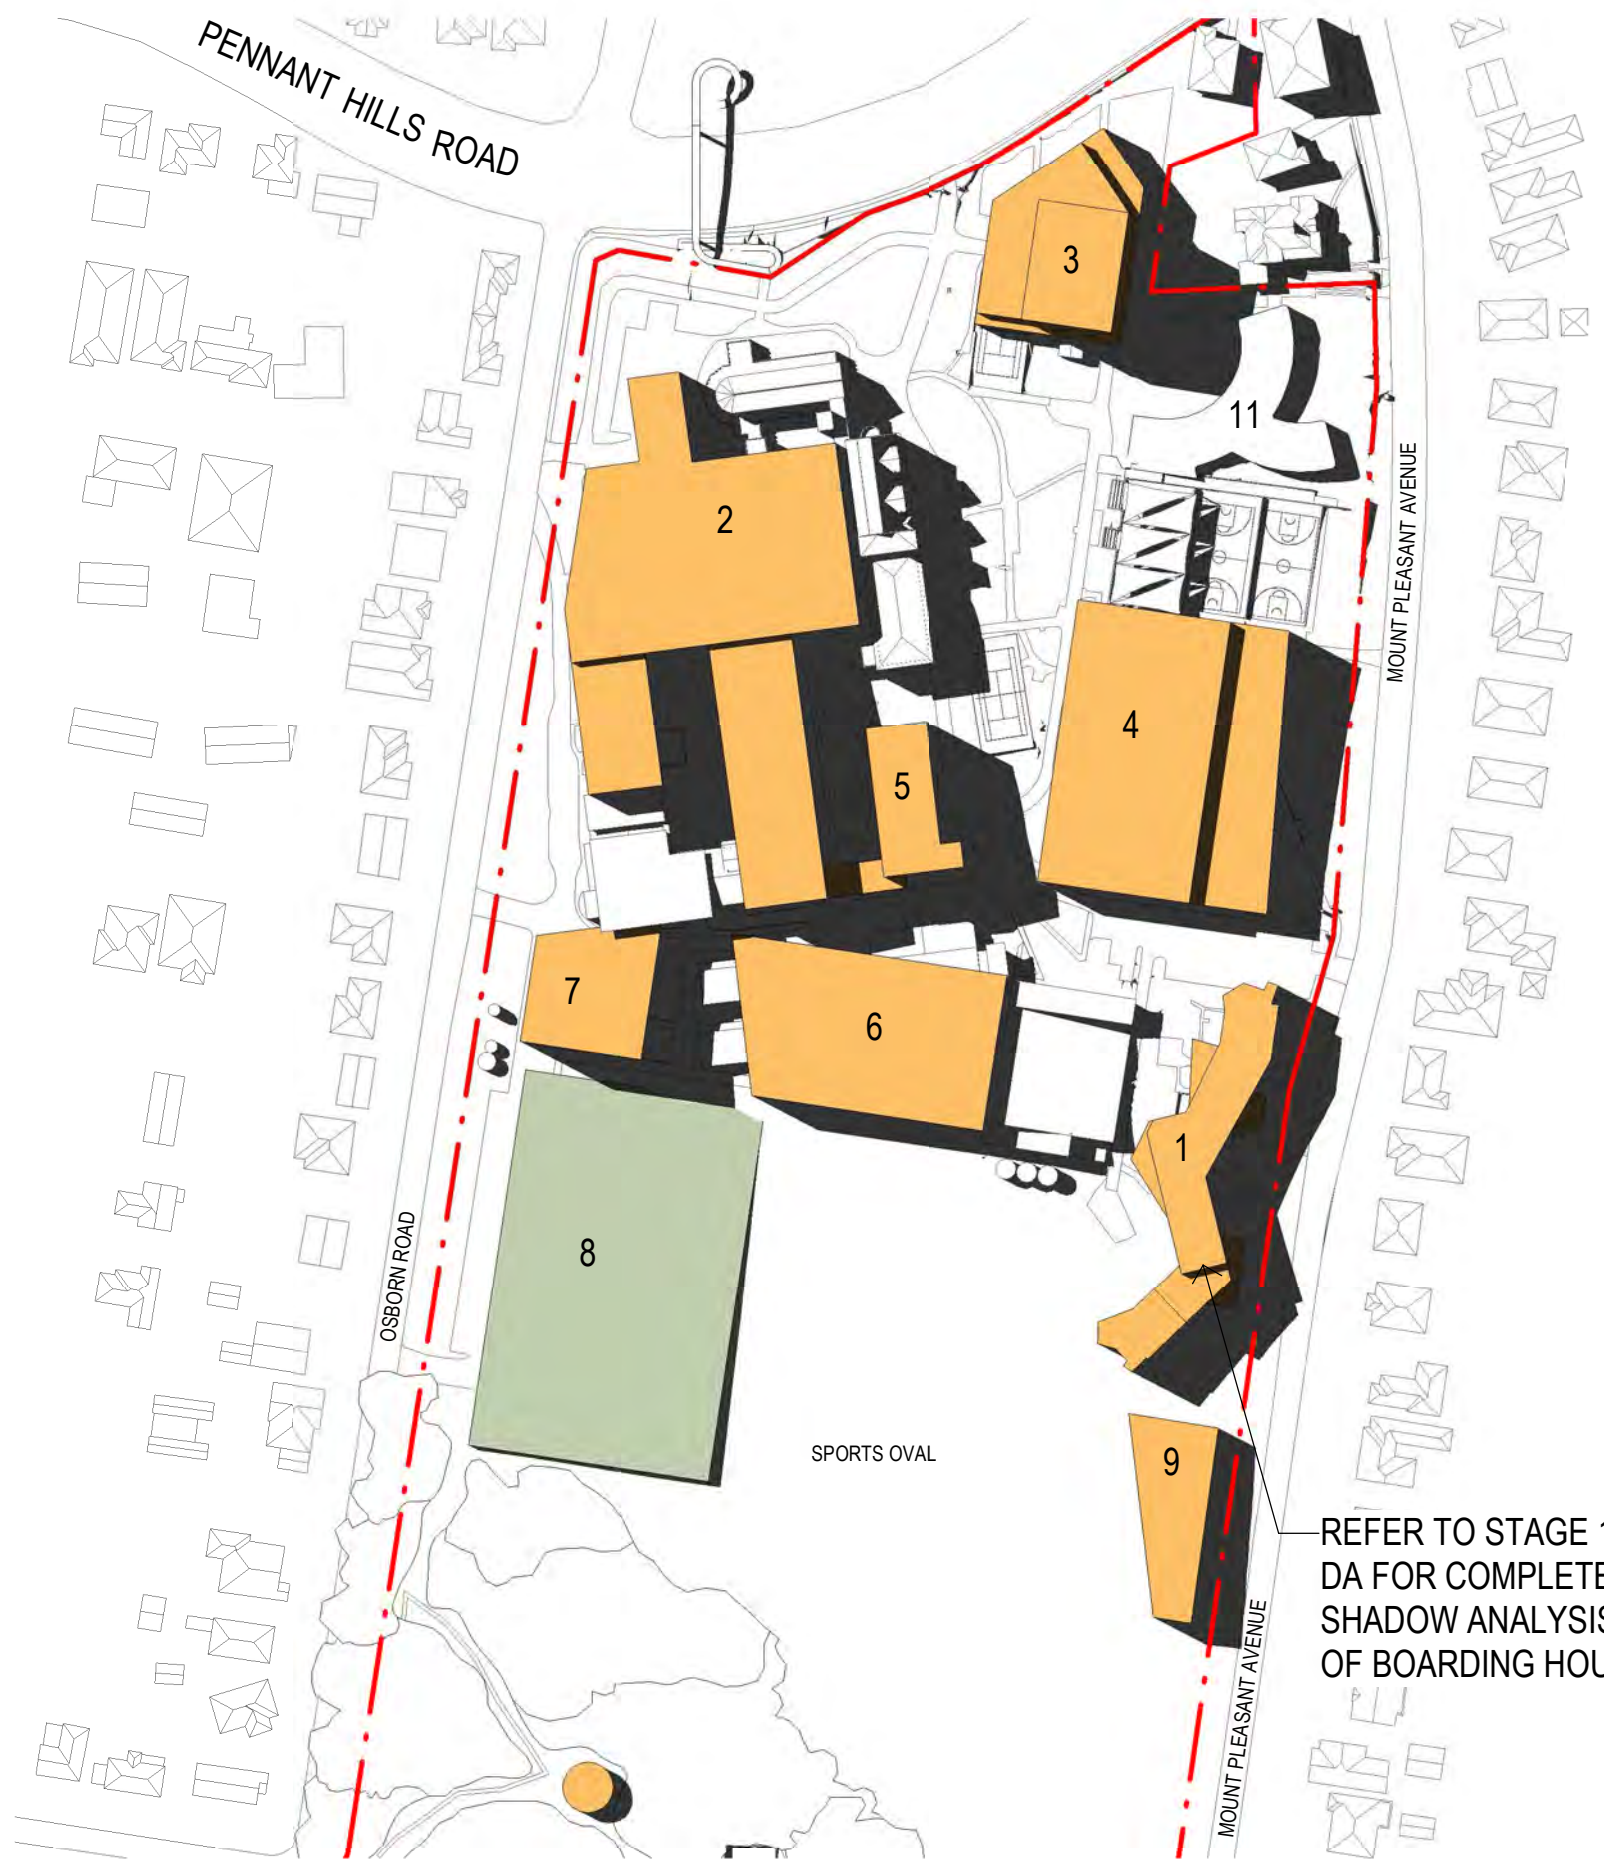 PENNANT HILLS ROAD
3
11
2
MOUNT PLEASANT AVENUE
4
5
7
6
1
8
OSBORN ROAD
SPORTS OVAL
9
REFER TO STAGE
DA FOR COMPLETE
SHADOW ANALYSIS
OF BOARDING HOU
MOUNT PLEASANT AVENUE